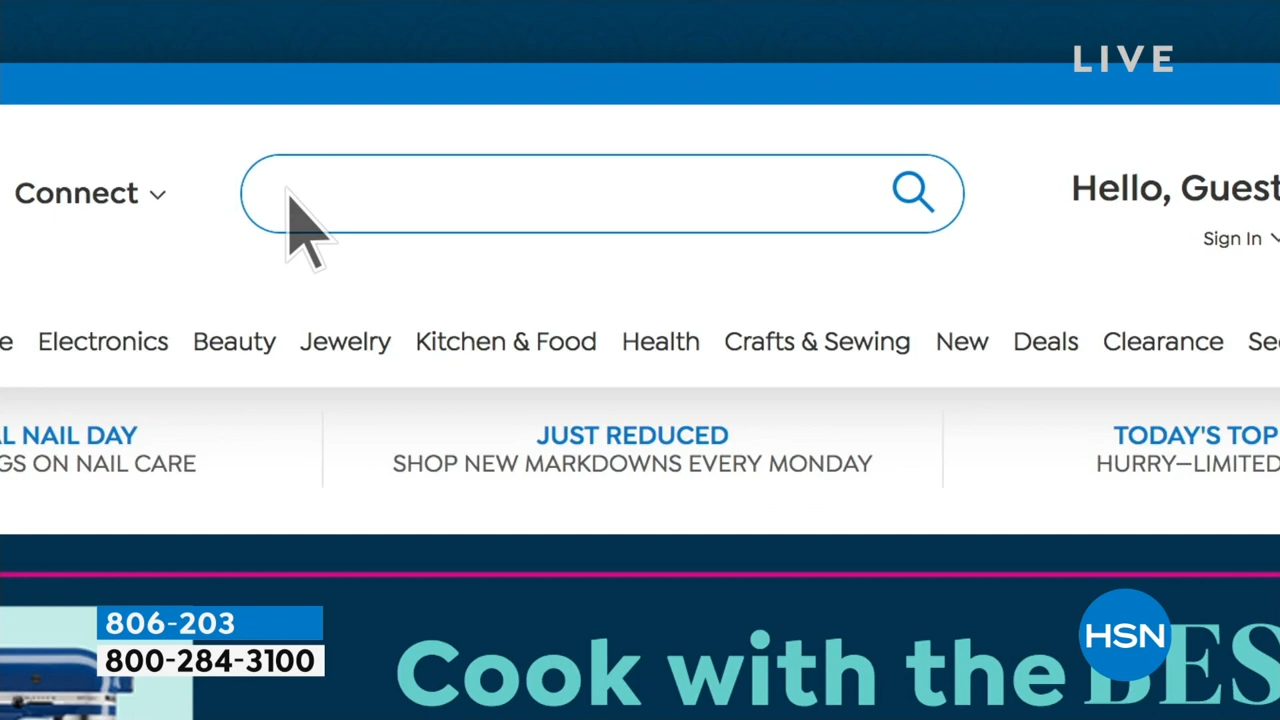 LIVE
Connect
Hello, Guest
Sign In
e Electronics Beauty Jewelry Kitchen & Food Health Crafts & Sewing New Deals Clearance Se
L NAIL DAY
GS ON NAIL CARE
JUST REDUCED
SHOP NEW MARKDOWNS EVERY MONDAY
TODAY'S TOP
HURRY—LIMITED
806-203
800-284-3100
Cook with the BES
HSN